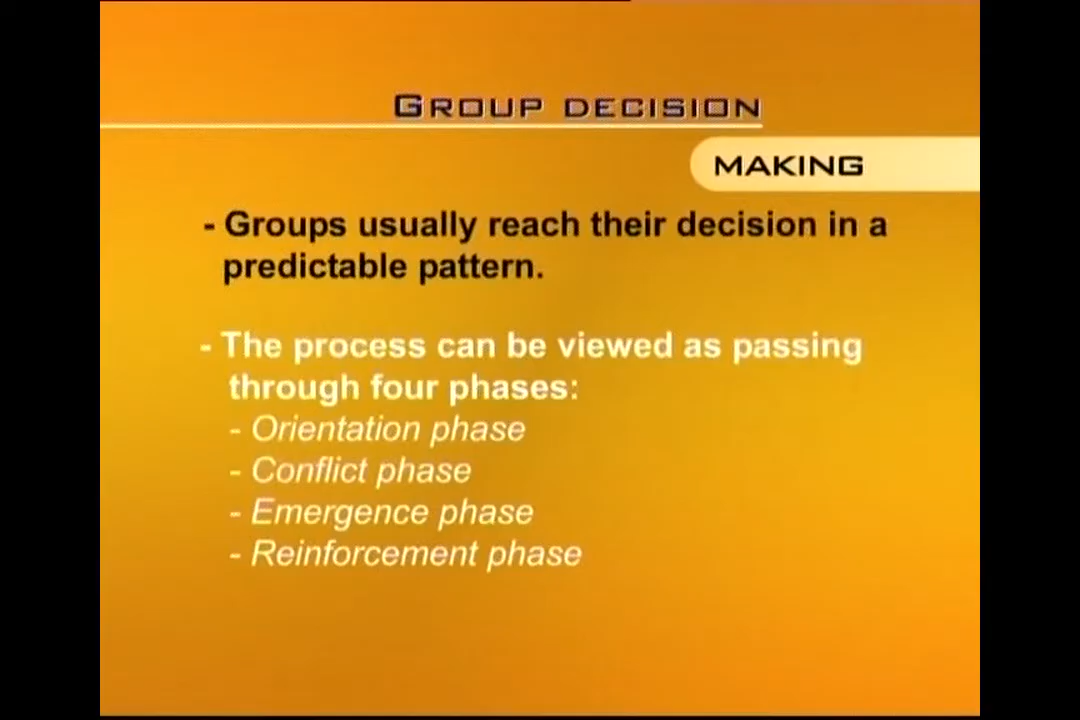 GROUP DECISION
MAKING
- Groups usually reach their decision in a
predictable pattern.
- The process can be viewed as passing
through four phases:
- Orientation phase
- Conflict phase
- Emergence phase
- Reinforcement phase